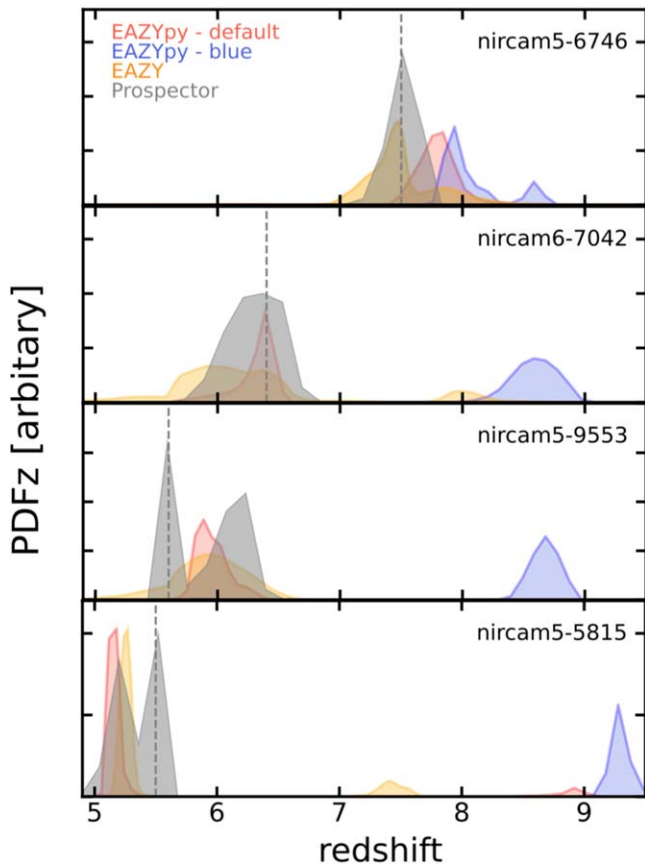 EAZYpy - default
EAZYpy - blue
EAZY
Prospector
nircam5-6746
nircam6-7042
nircam5-9553
nircam5-5815
PDFz [arbitary]
5 6 7 8 9
redshift